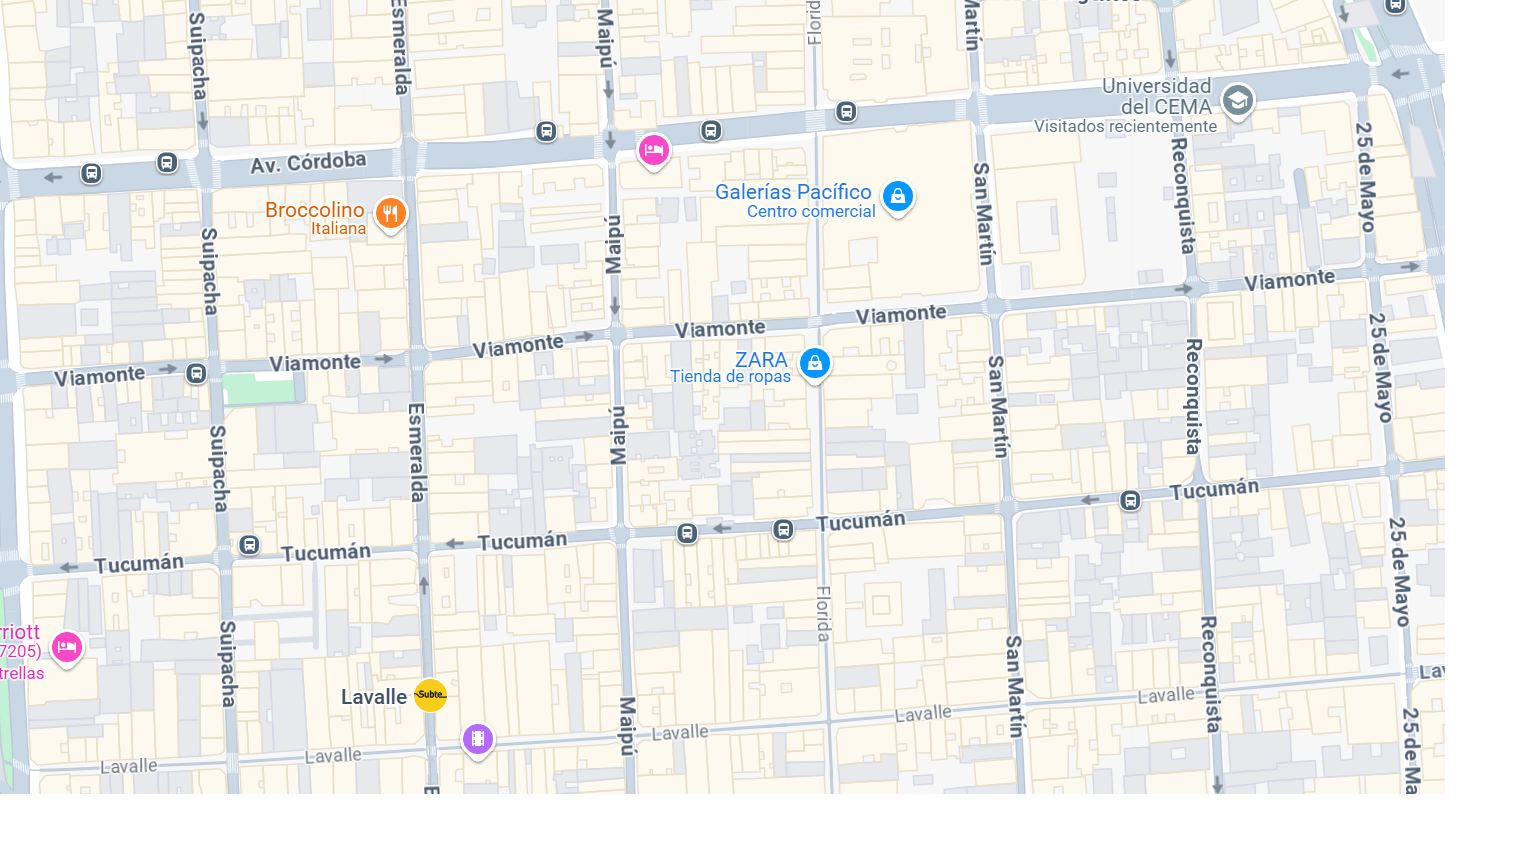 Suipacha
Esmeralda
Maipú
San Martín
Universidad
del CEMA
Visitados recientemente
Av. Córdoba
25 de Mayo
Reconquista
San Martín
Galerías Pacífico
Centro comercial
Broccolino
Italiana
Suipacha
Maipú
Viamonte
Viamonte
Viamonte
Viamonte
Viamonte
Viamonte
ZARA
Tienda de ropas
25 de Mayo
Reconquista
San Martín
Maipú
Esmeralda
Suipacha
Tucumán
Tucumán
Tucumán
Tucumán
Tucumán
25 de Mayo
Florida
Suipacha
rriott
7205)
trellas
San Martín
Reconquista
Lavalle
Subte
Maipú
Lavalle
Lavalle
Lavalle
Lavalle
Lavalle
25 de Ma